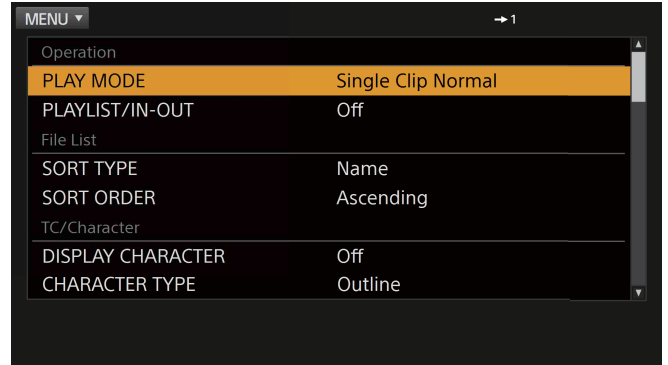 MENU ▼ →1
Operation
PLAY MODE Single Clip Normal
PLAYLIST/IN-OUT Off
File List
SORT TYPE Name
SORT ORDER Ascending
TC/Character
DISPLAY CHARACTER Off
CHARACTER TYPE Outline